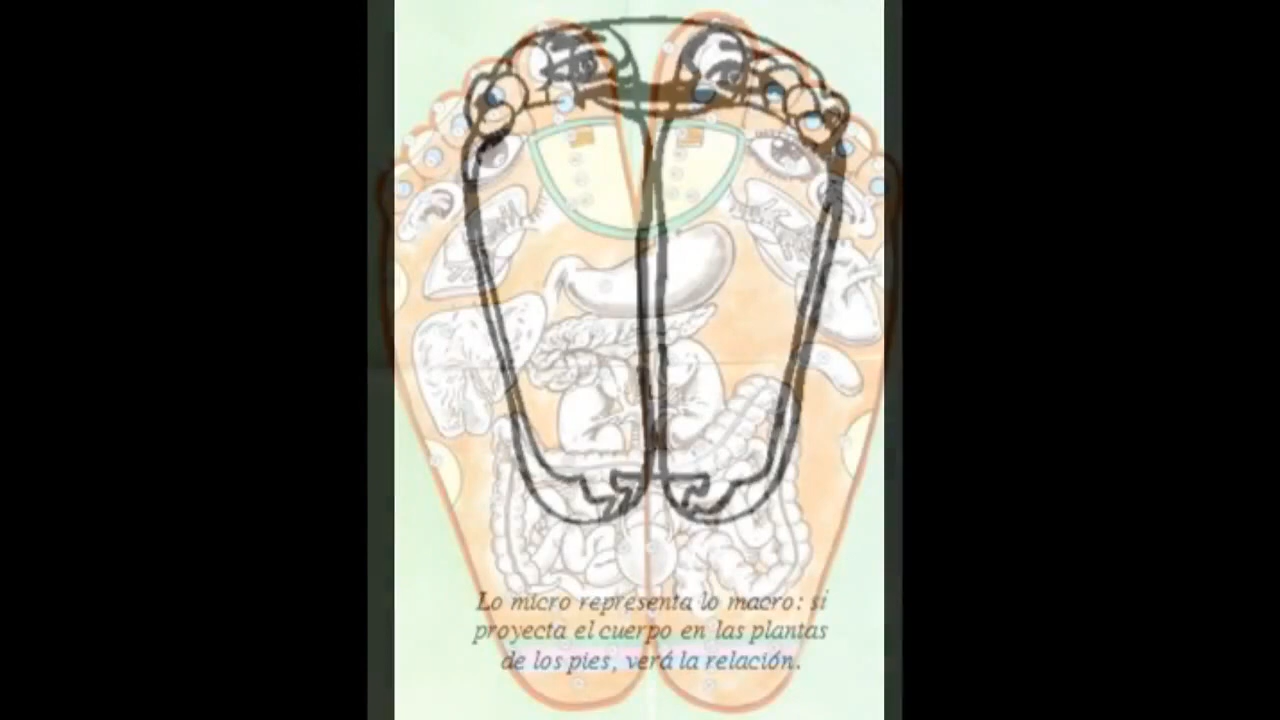 Lo micro representa lo macro: si
proyecta el cuerpo en las plantas
de los pies, verá la relación.